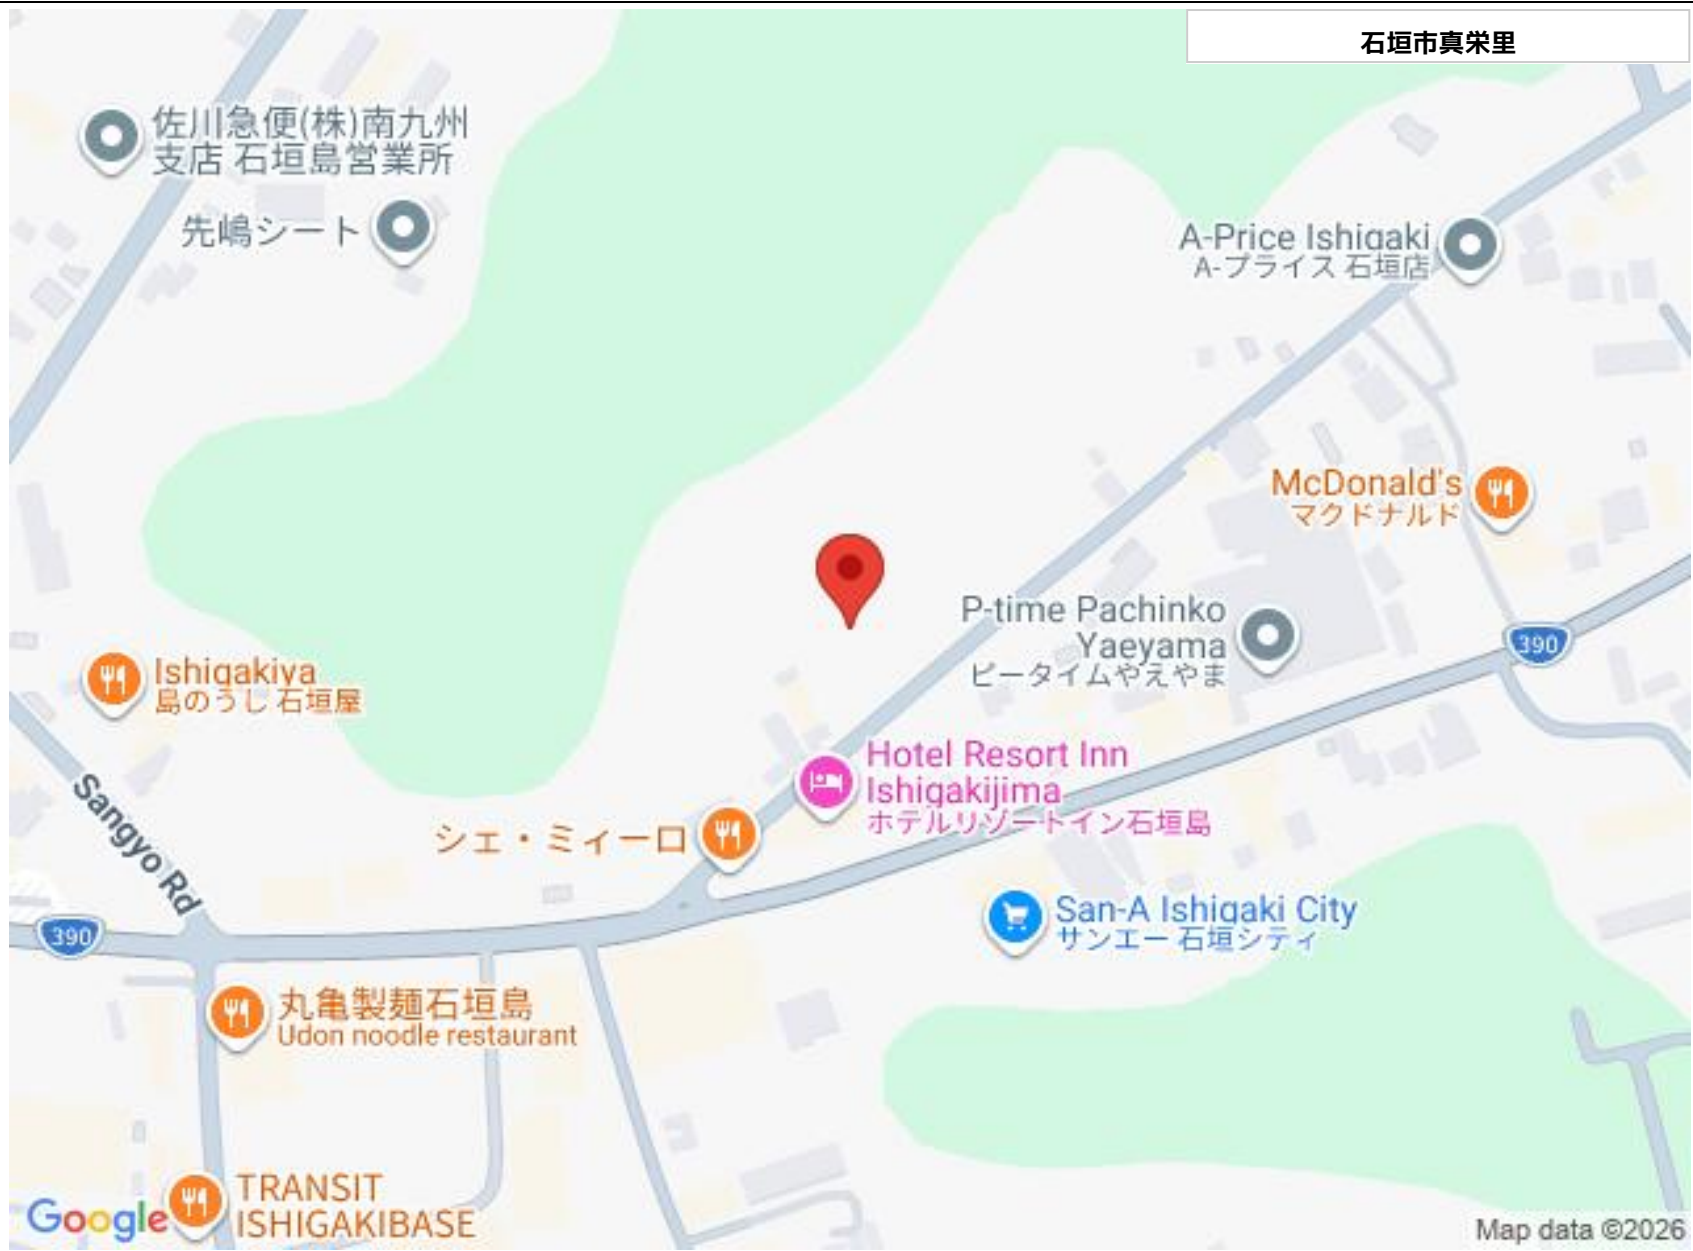 石垣市真栄里
佐川急便(株)南九州
支店 石垣島営業所
先嶋シート
A-Price Ishigaki
A-プライス 石垣店
McDonald's
マクドナルド
P-time Pachinko
Yaeyama
ピータイムやえやま
390
Ishigakiya
島のうじ 石垣屋
Hotel Resort Inn
Ishigakijima
ホテルリゾートイン石垣島
シェ・ミィーロ
Sangyo Rd
San-A Ishigaki City
サンエー 石垣シティ
390
丸亀製麺石垣島
Udon noodle restaurant
TRANSIT
ISHIGAKIBASE
Google
Map data ©2026